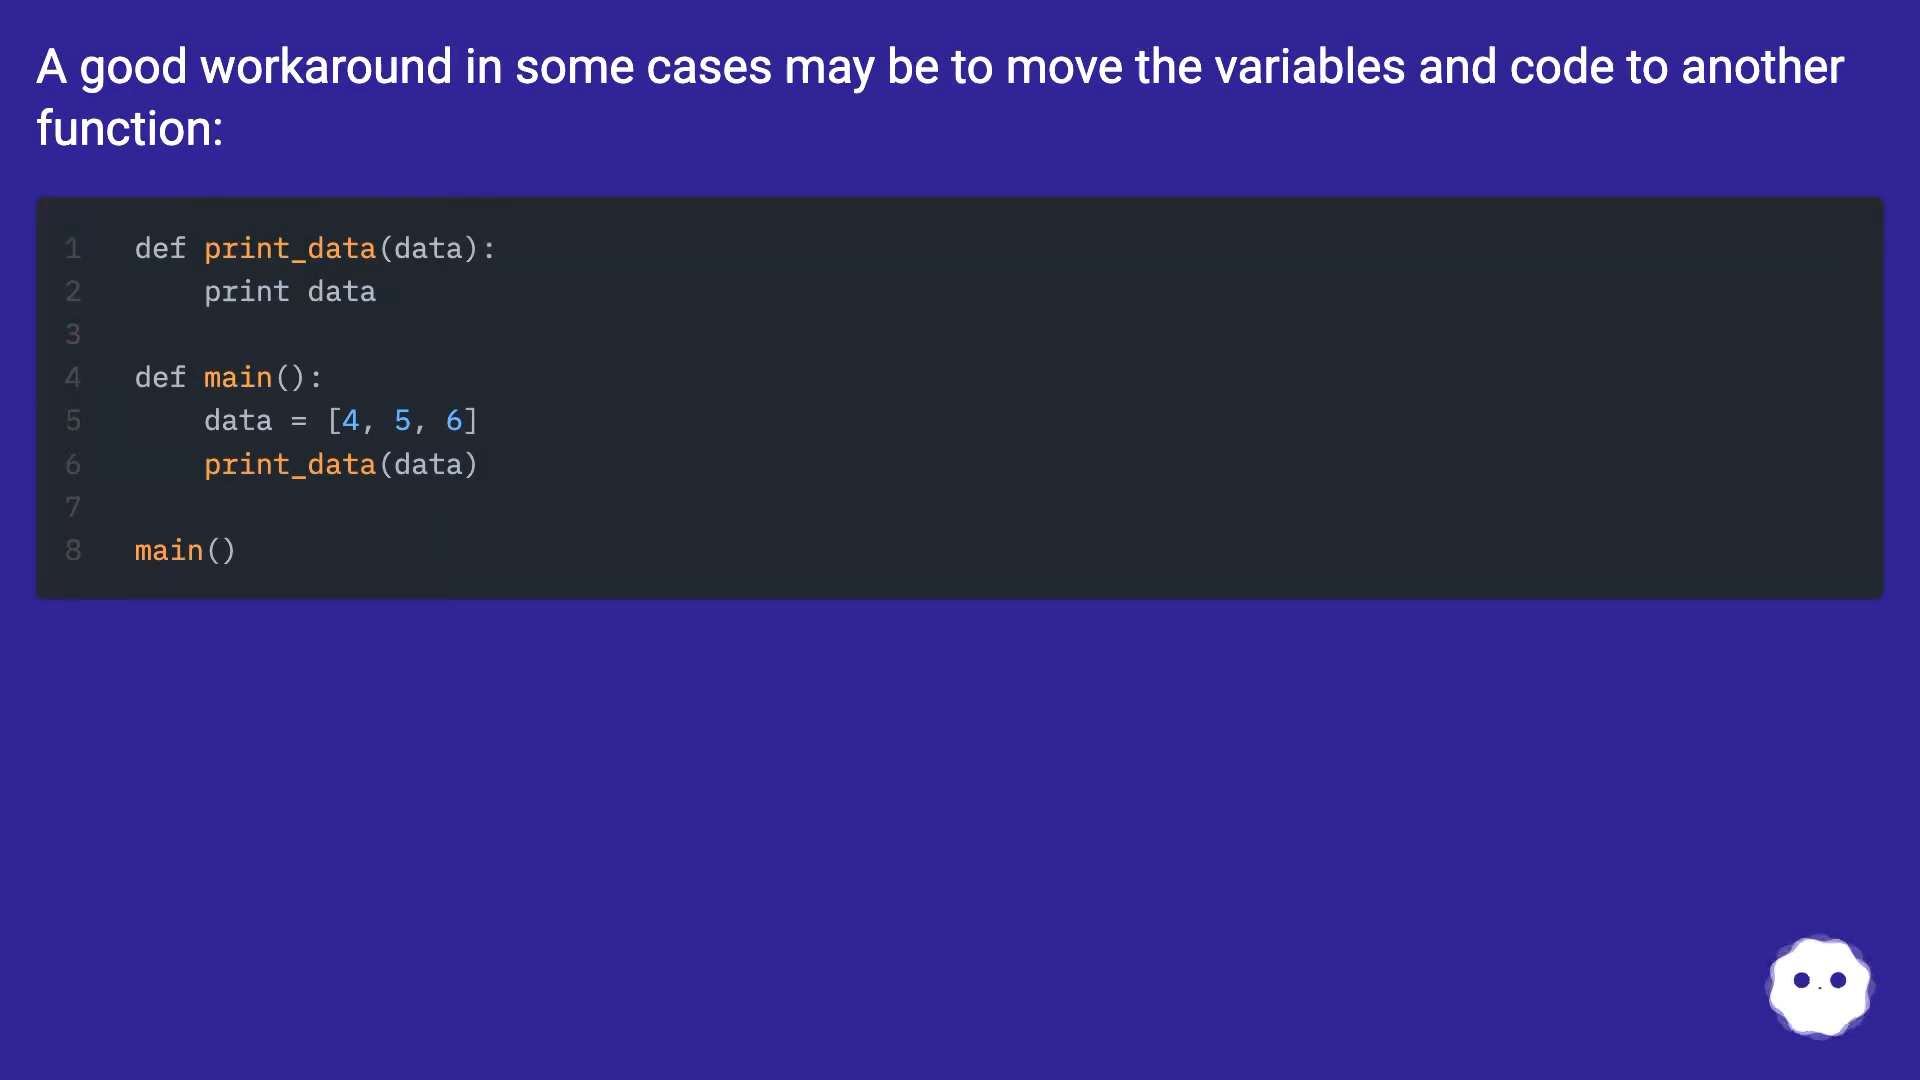 A good workaround in some cases may be to move the variables and code to another
function:
1 def print_data(data):
2     print data
3
4 def main():
5     data = [4, 5, 6]
6     print_data(data)
7
8 main()